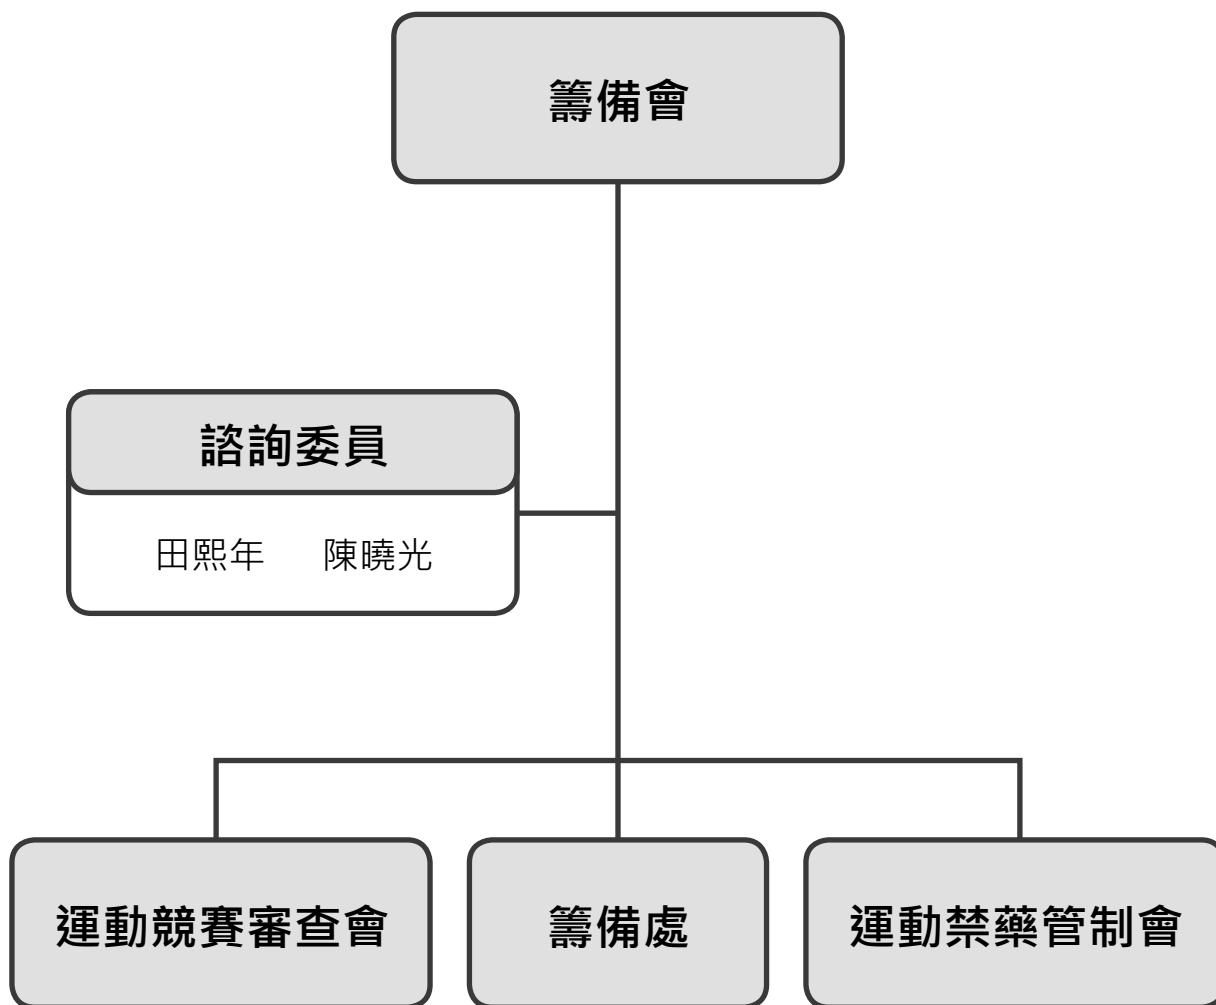 籌備會
諮詢委員
田熙年 陳曉光
運動競賽審查會
籌備處
運動禁藥管制會